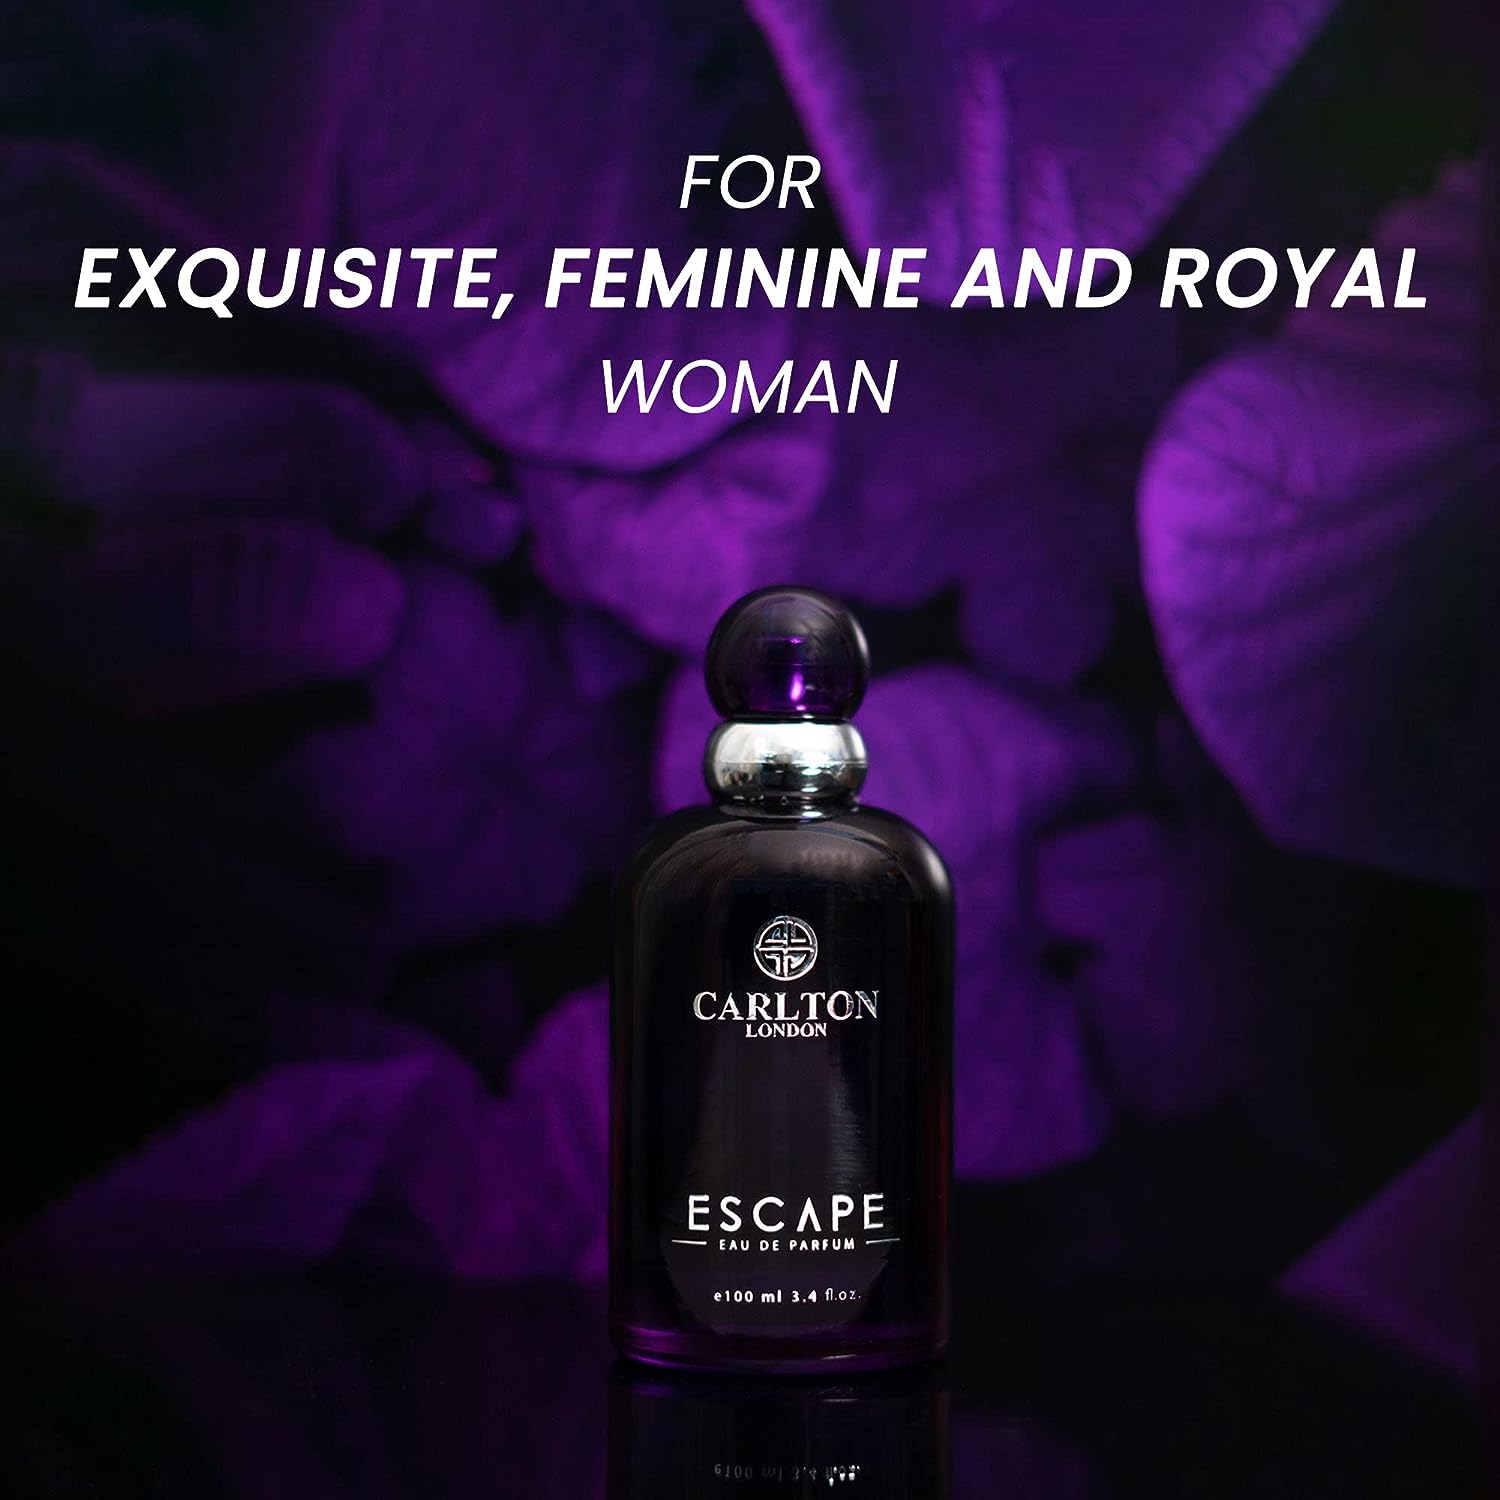 FOR
EXQUISITE, FEMININE AND ROYAL
WOMAN
CARLTON
LONDON
ESCAPE
EAU DE PARFUM
e100 ml 3.4 fl.oz.